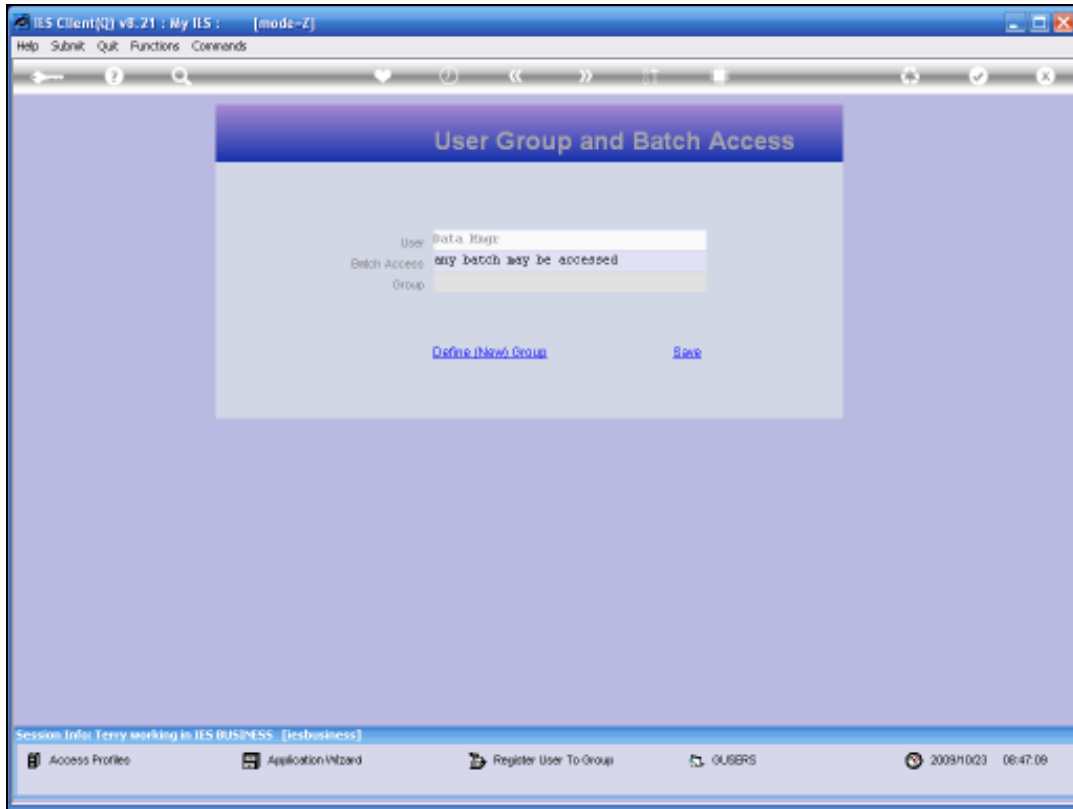 IES Client(Q) v8.21 : My IES : [mode=Z]
Help Submit Quit Functions Commands
User Group and Batch Access
User Data Mngr
Batch Access any batch may be accessed
Group
Define (New) Group Save
Session Info: Terry working in IES BUSINESS [iesbusiness]
Access Profiles Application Wizard Register User To Group GUSERS 2009/10/23 08:47:09